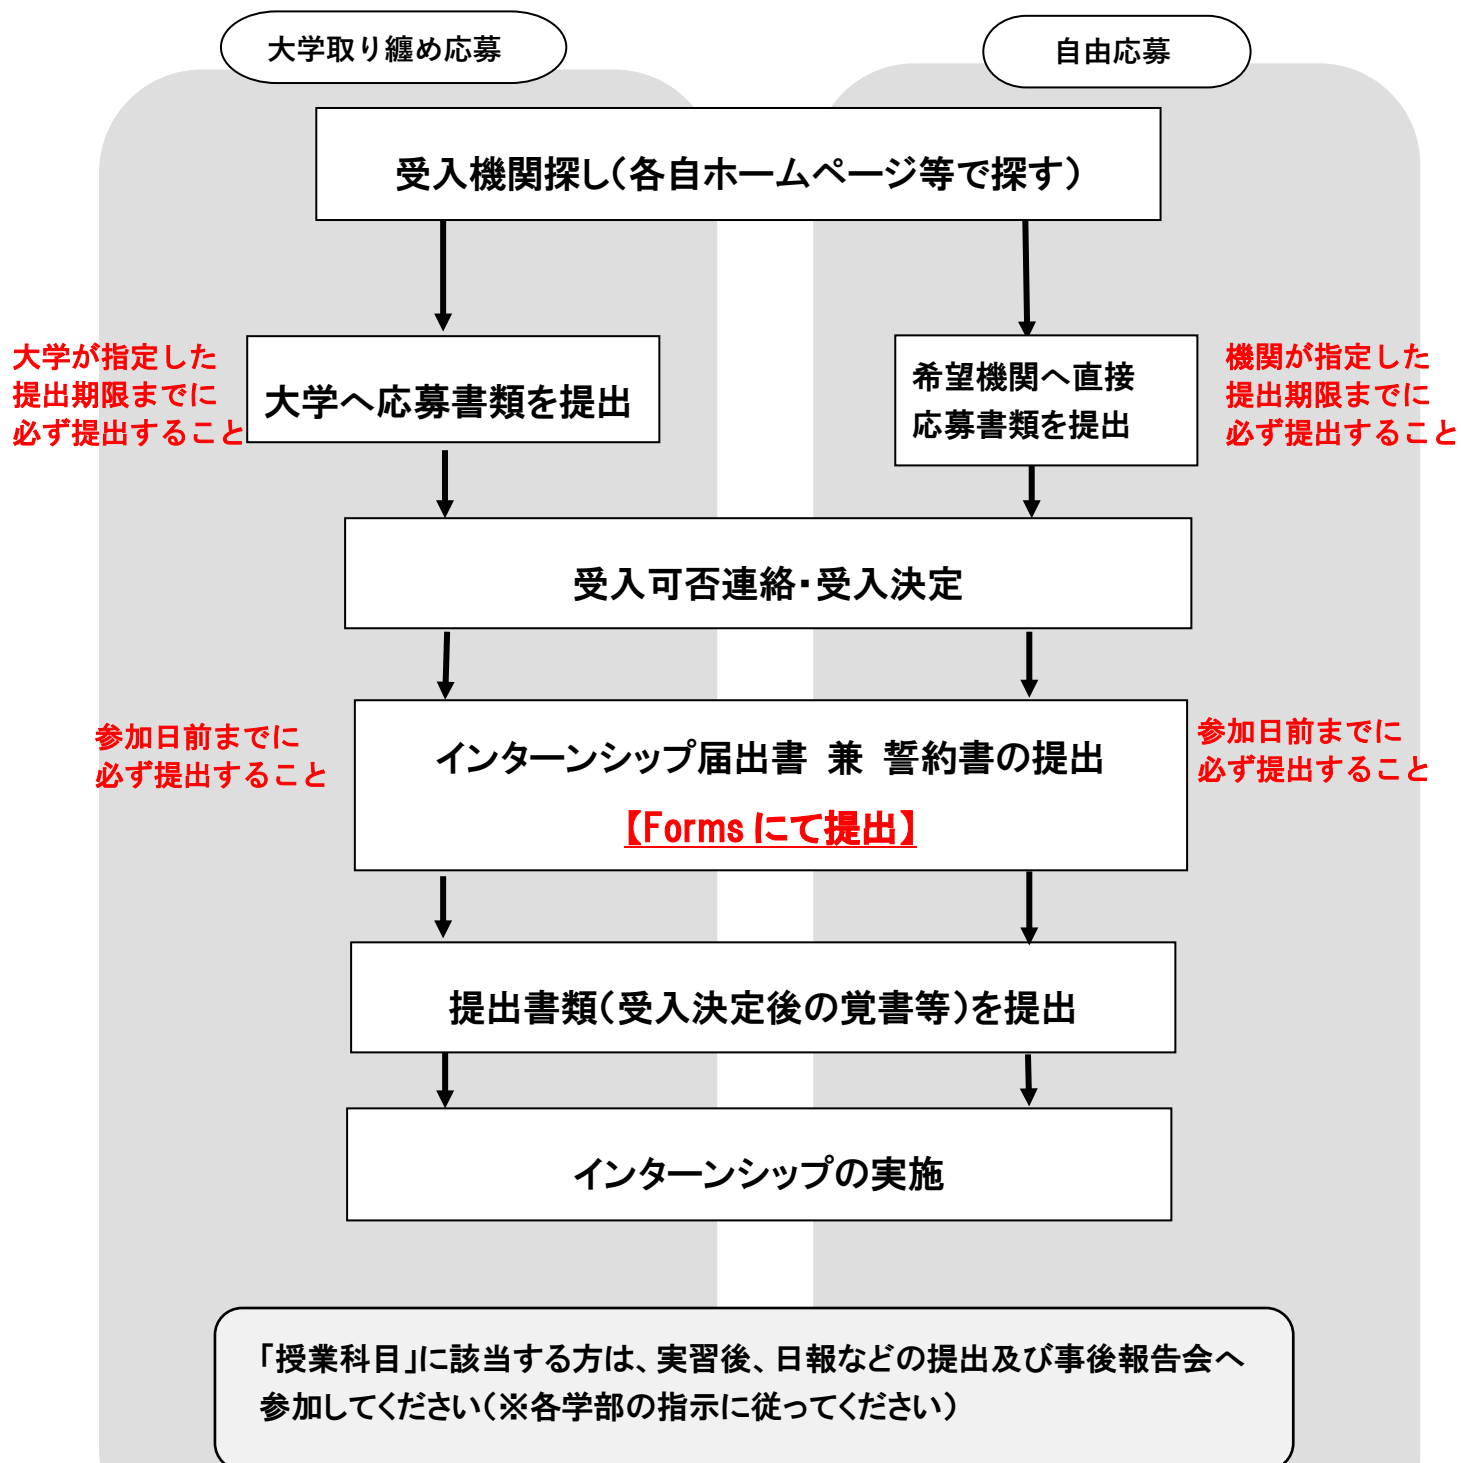 大学取り纏め応募
自由応募
受入機関探し（各自ホームページ等で探す）
大学が指定した
提出期限までに
必ず提出すること
大学へ応募書類を提出
希望機関へ直接
応募書類を提出
機関が指定した
提出期限までに
必ず提出すること
受入可否連絡・受入決定
参加日前までに
必ず提出すること
インターンシップ届出書 兼 誓約書の提出
【Forms にて提出】
参加日前までに
必ず提出すること
提出書類（受入決定後の覚書等）を提出
インターンシップの実施
「授業科目」に該当する方は、実習後、日報などの提出及び事後報告会へ
参加してください（※各学部の指示に従ってください）